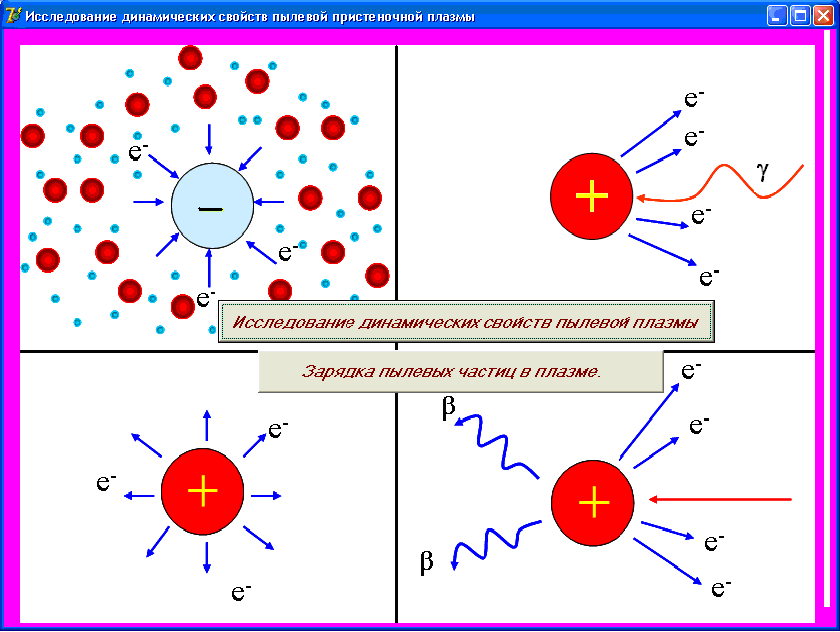 Исследование динамических свойств пылевой пристеночной плазмы
e-
e-
e-
e-
e-
γ
e-
e-
Исследование динамических свойств пылевой плазмы
Зарядка пылевых частиц в плазме.
e-
e-
e-
β
e-
e-
β
e-
e-